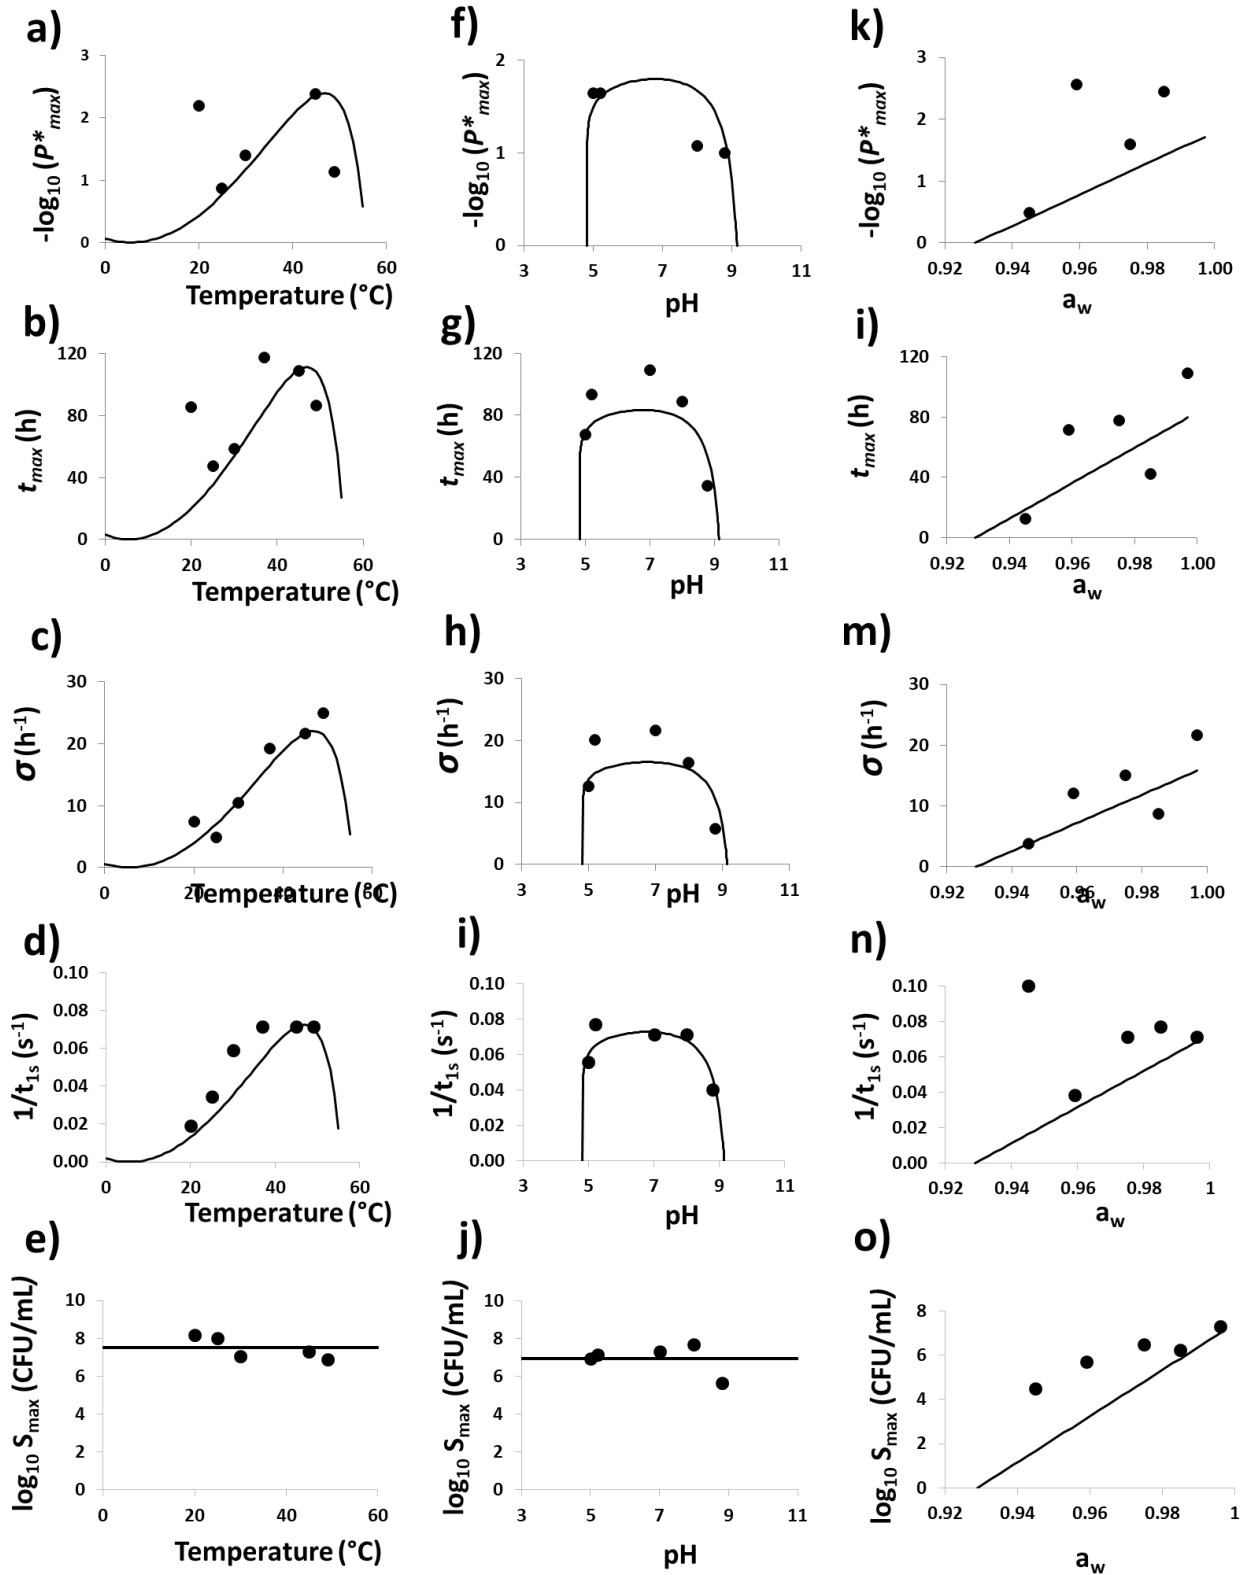 a)
-log10 (P*max)
3
2
1
0
0 20 40 60
Temperature (°C)
f)
-log10 (P*max)
2
1
0
3 5 7 9 11
pH
k)
-log10 (P*max)
3
2
1
0
0.92 0.94 0.96 0.98 1.00
aw
b)
tmax (h)
120
80
40
0
0 20 40 60
Temperature (°C)
g)
tmax (h)
120
80
40
0
3 5 7 9 11
pH
i)
tmax (h)
120
80
40
0
0.92 0.94 0.96 0.98 1.00
aw
c)
σ (h-1)
30
20
10
0
0 20 40 60
Temperature (°C)
h)
σ (h-1)
30
20
10
0
3 5 7 9 11
pH
m)
σ (h-1)
30
20
10
0
0.92 0.94 0.96 0.98 1.00
aw
d)
1/t1s (s-1)
0.10
0.08
0.06
0.04
0.02
0.00
0 20 40 60
Temperature (°C)
i)
1/t1s (s-1)
0.10
0.08
0.06
0.04
0.02
0.00
3 5 7 9 11
pH
n)
1/t1s (s-1)
0.10
0.08
0.06
0.04
0.02
0.00
0.92 0.94 0.96 0.98 1
aw
e)
log10 Smax (CFU/mL)
10
8
6
4
2
0
0 20 40 60
Temperature (°C)
j)
log10 Smax (CFU/mL)
10
8
6
4
2
0
3 5 7 9 11
pH
o)
log10 Smax (CFU/mL)
8
6
4
2
0
0.92 0.94 0.96 0.98 1
aw